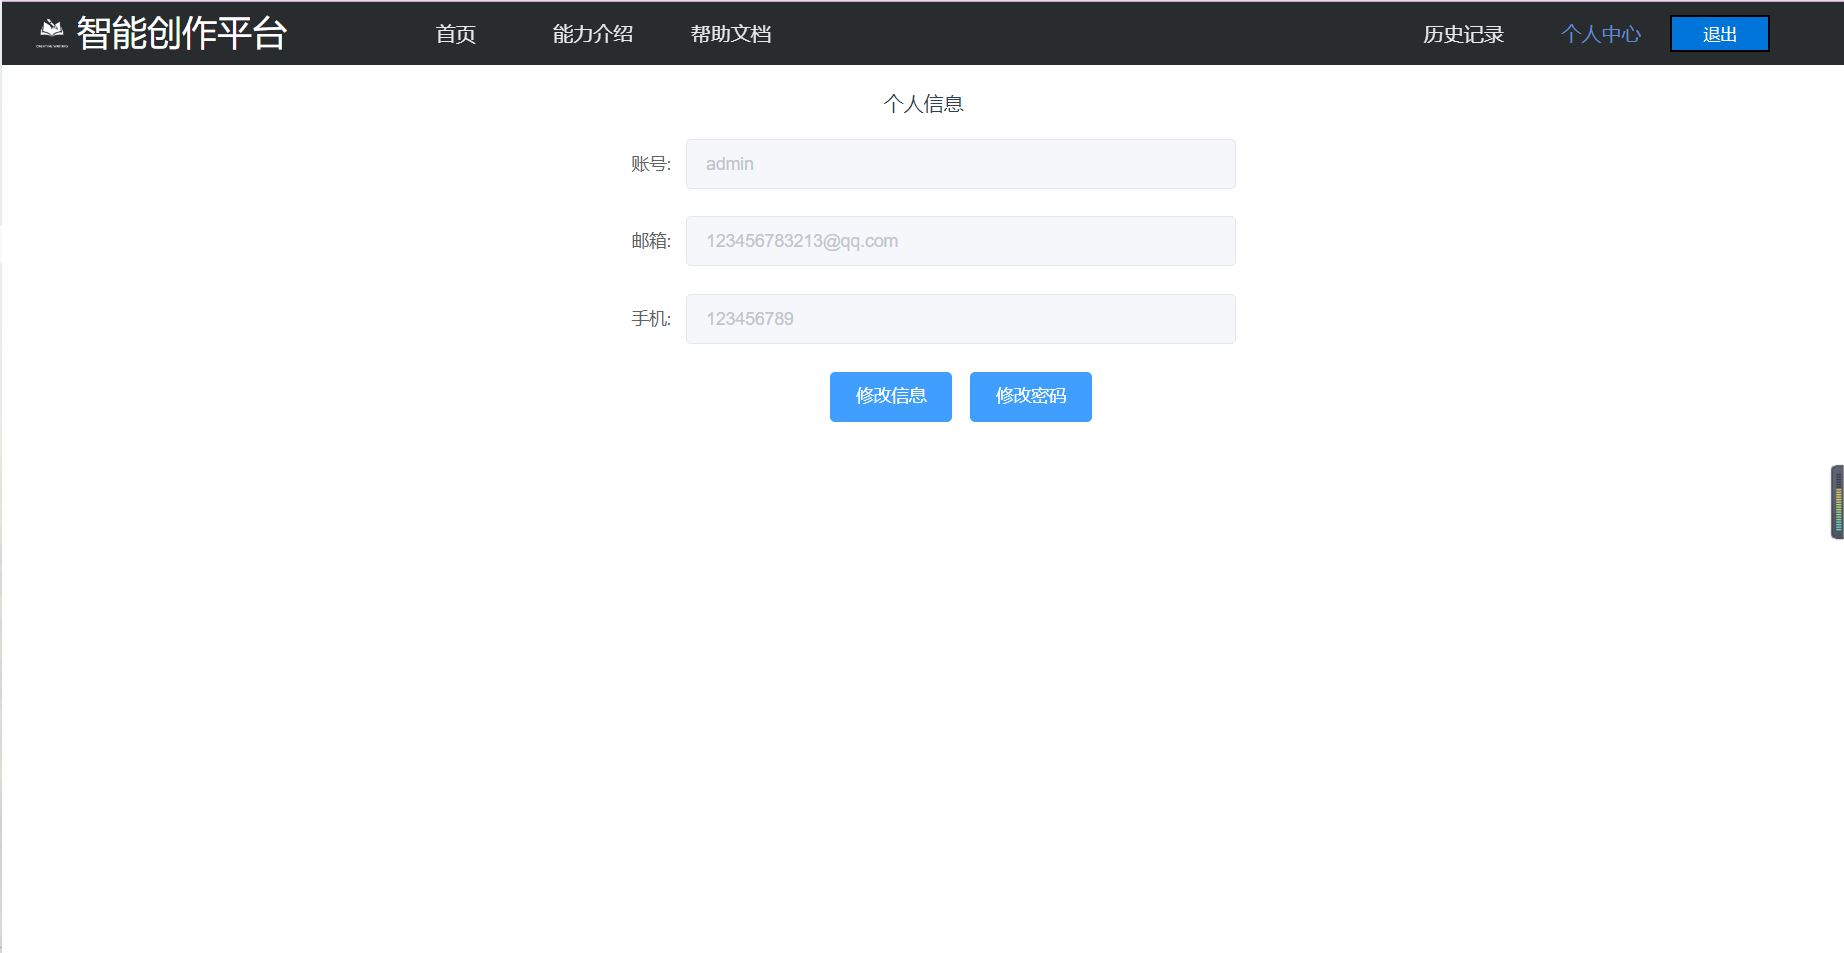 智能创作平台 首页 能力介绍 帮助文档 历史记录 个人中心 退出
个人信息
账号: admin
邮箱: 123456783213@qq.com
手机: 123456789
修改信息 修改密码